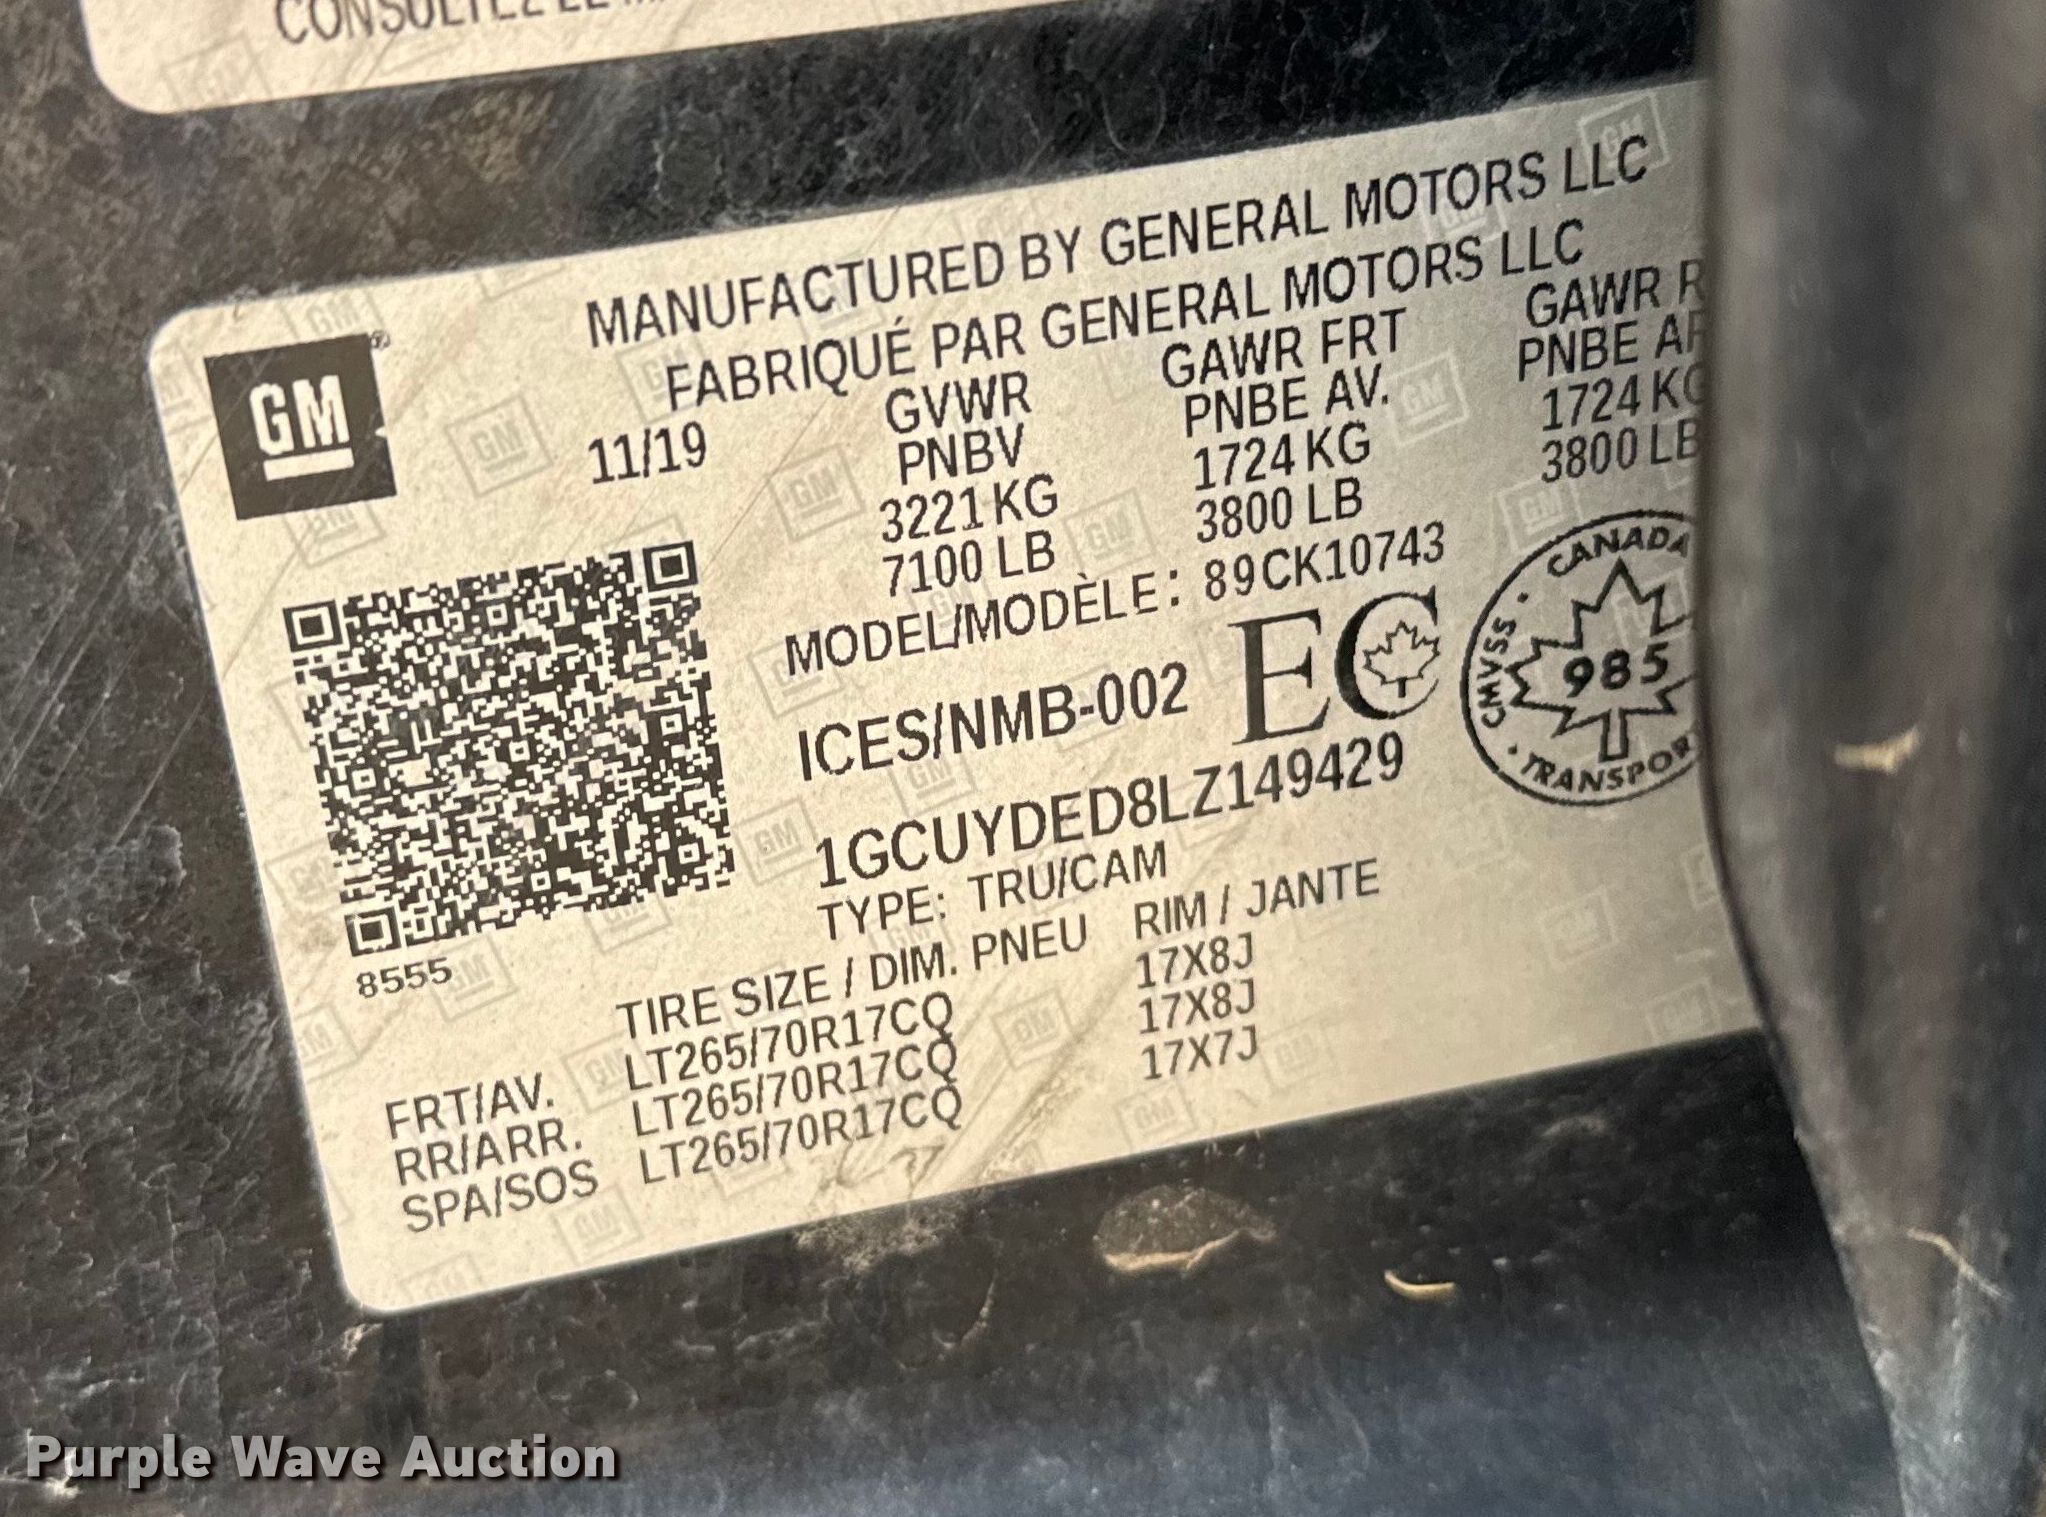 CONSULTEZ LE
MANUFACTURED BY GENERAL MOTORS LLC
FABRIQUÉ PAR GENERAL MOTORS LLC
GM
11/19
GVWR
PNBV
3221 KG
7100 LB
GAWR FRT
PNBE AV.
1724 KG
3800 LB
GAWR R
PNBE AR
1724 KG
3800 LB
MODEL/MODÈLE: 89CK10743
ICES/NMB-002
EC
CANADA
CMVSS · TRANSPOR
985
1GCUYDED8LZ149429
TYPE: TRU/CAM
8555
TIRE SIZE / DIM. PNEU RIM / JANTE
FRT/AV. LT265/70R17CQ 17X8J
RR/ARR. LT265/70R17CQ 17X8J
SPA/SOS LT265/70R17CQ 17X7J
Purple Wave Auction